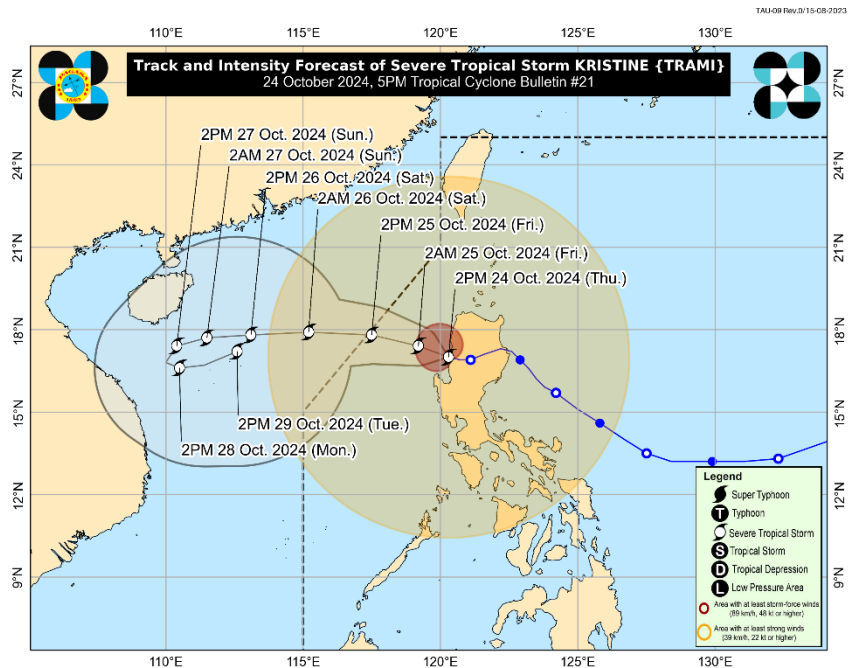 TAU-09 Rev.0/15-08-2023
110°E 115°E 120°E 125°E 130°E
Track and Intensity Forecast of Severe Tropical Storm KRISTINE {TRAMI}
24 October 2024, 5PM Tropical Cyclone Bulletin #21
PAGASA
27°N 27°N
2PM 27 Oct. 2024 (Sun.)
2AM 27 Oct. 2024 (Sun.)
24°N 24°N
2PM 26 Oct. 2024 (Sat.)
2AM 26 Oct. 2024 (Sat.)
2PM 25 Oct. 2024 (Fri.)
21°N 21°N
2AM 25 Oct. 2024 (Fri.)
2PM 24 Oct. 2024 (Thu.)
18°N 18°N
15°N 15°N
2PM 29 Oct. 2024 (Tue.)
2PM 28 Oct. 2024 (Mon.)
12°N 12°N
9°N 9°N
Legend
Super Typhoon
T Typhoon
Severe Tropical Storm
S Tropical Storm
D Tropical Depression
L Low Pressure Area
Area with at least storm-force winds
(89 km/h, 48 kt or higher)
Area with at least strong winds
(39 km/h, 22 kt or higher)
110°E 115°E 120°E 125°E 130°E